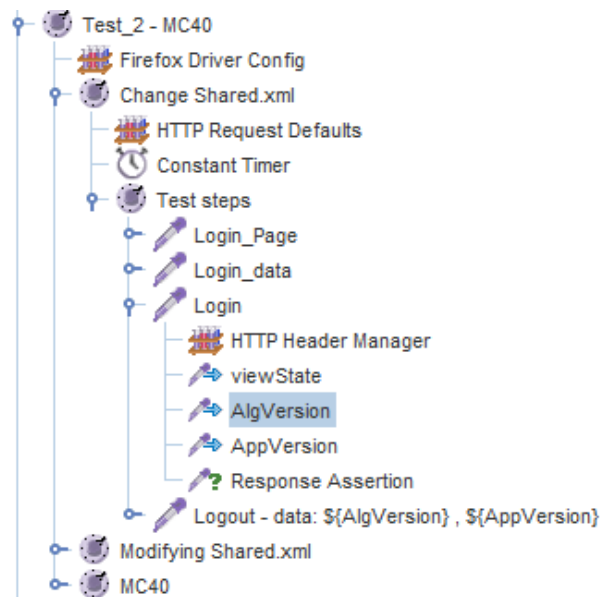 Test_2 - MC40
Firefox Driver Config
Change Shared.xml
HTTP Request Defaults
Constant Timer
Test steps
Login_Page
Login_data
Login
HTTP Header Manager
viewState
AlgVersion
AppVersion
Response Assertion
Logout - data: ${AlgVersion} , ${AppVersion}
Modifying Shared.xml
MC40